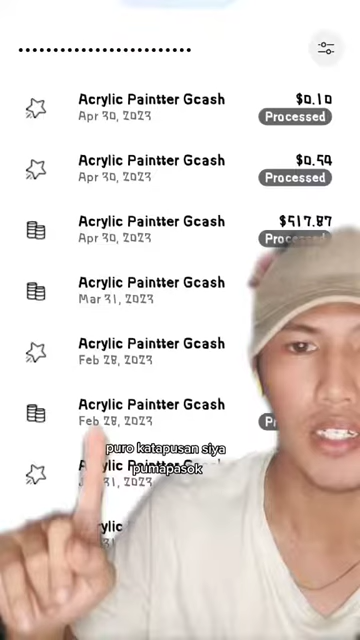 ••••••••••••••••••••••••••
Acrylic Paintter Gcash $0.10
Apr 30, 2023 Processed
Acrylic Paintter Gcash $0.54
Apr 30, 2023 Processed
Acrylic Paintter Gcash $517.87
Apr 30, 2023 Processed
Acrylic Paintter Gcash
Mar 31, 2023
Acrylic Paintter Gcash
Feb 28, 2023
Acrylic Paintter Gcash
Feb 28, 2023
puro katapusan siya
pumapasok